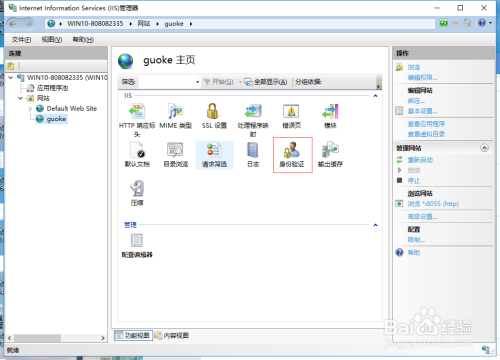 Internet Information Services (IIS)管理器
WIN10-808082335 ▸ 网站 ▸ guoke ▸
文件(F) 视图(V) 帮助(H)
连接
WIN10-808082335 (WIN10
应用程序池
网站
Default Web Site
guoke
guoke 主页
筛选: 开始(G) 全部显示(A) 分组依据:
IIS
HTTP 响应标头
MIME 类型
SSL 设置
处理程序映射
错误页
模块
默认文档
目录浏览
请求筛选
日志
身份验证
输出缓存
压缩
管理
配置编辑器
功能视图 内容视图
操作
浏览
编辑权限...
编辑网站
绑定...
基本设置...
查看应用程序
查看虚拟目录
管理网站
重新启动
启动
停止
浏览网站
浏览 *:8055 (http)
高级设置...
配置
限制...
帮助
就绪
Baidu 经验